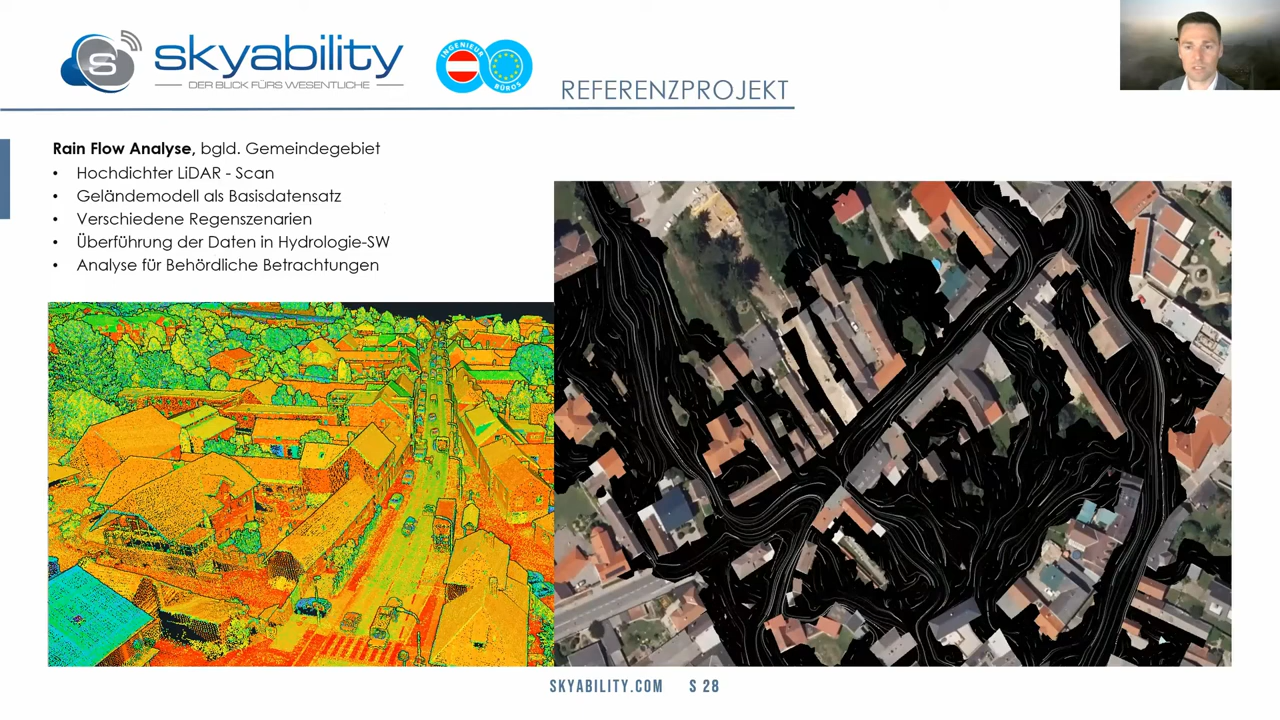 S
skyability
DER BLICK FÜRS WESENTLICHE
INGENIEUR
BÜROS
REFERENZPROJEKT
Rain Flow Analyse, bgld. Gemeindegebiet
• Hochdichter LiDAR - Scan
• Geländemodell als Basisdatensatz
• Verschiedene Regenszenarien
• Überführung der Daten in Hydrologie-SW
• Analyse für Behördliche Betrachtungen
SKYABILITY.COM S 28